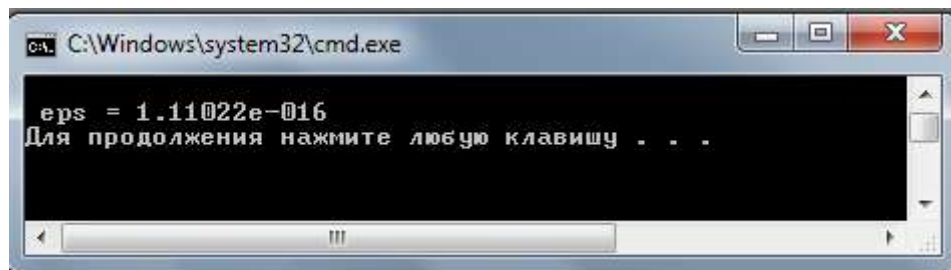 C:\Windows\system32\cmd.exe
eps = 1.11022e-016
Для продолжения нажмите любую клавишу . . .